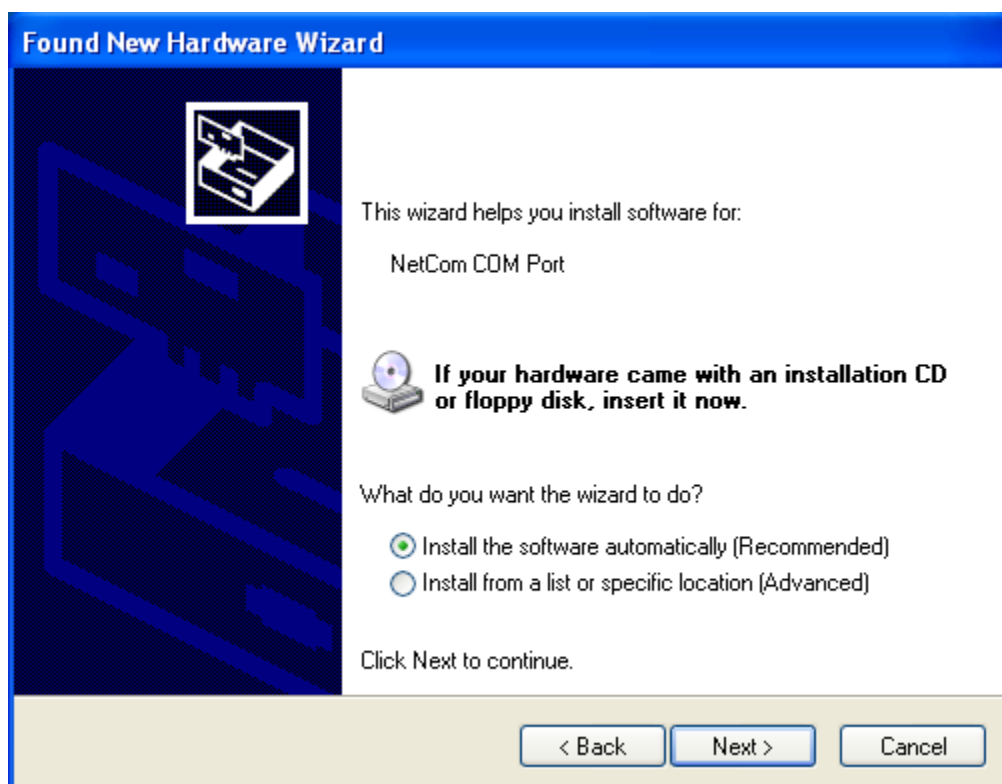 Found New Hardware Wizard
This wizard helps you install software for:
NetCom COM Port
If your hardware came with an installation CD
or floppy disk, insert it now.
What do you want the wizard to do?
Install the software automatically (Recommended)
Install from a list or specific location (Advanced)
Click Next to continue.
< Back Next > Cancel